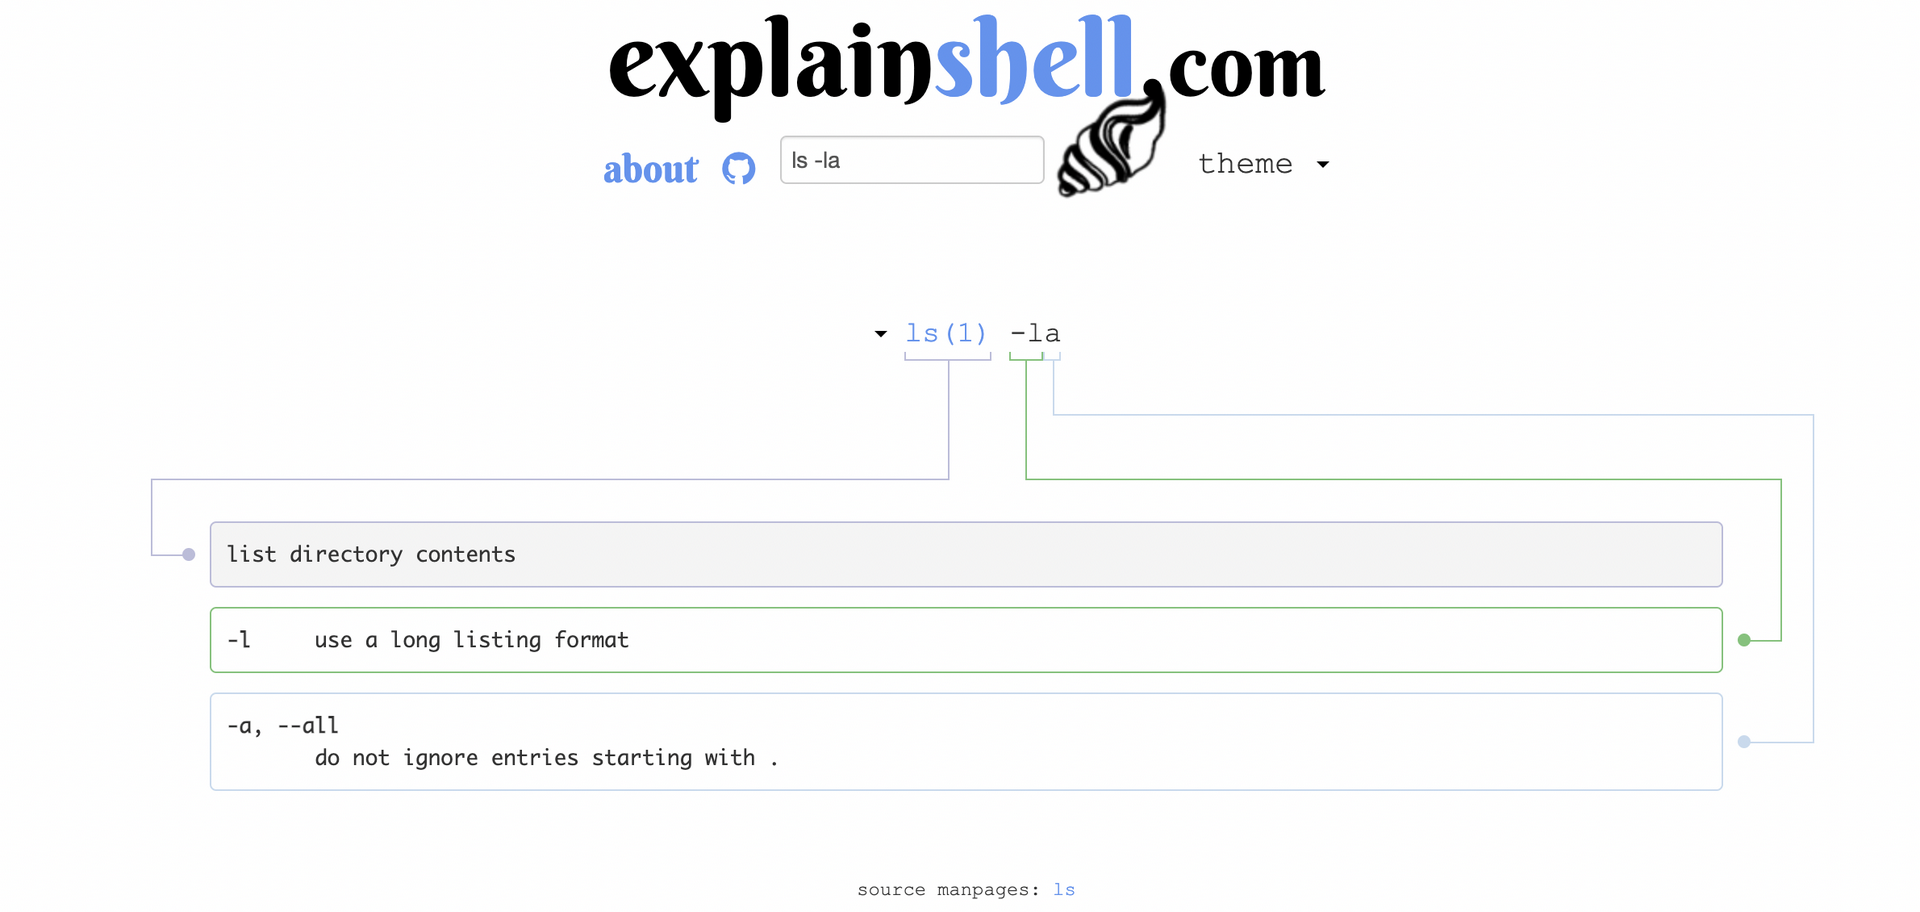 explainshell.com
about ls -la theme
ls(1) -la
list directory contents
-l use a long listing format
-a, --all
do not ignore entries starting with .
source manpages: ls